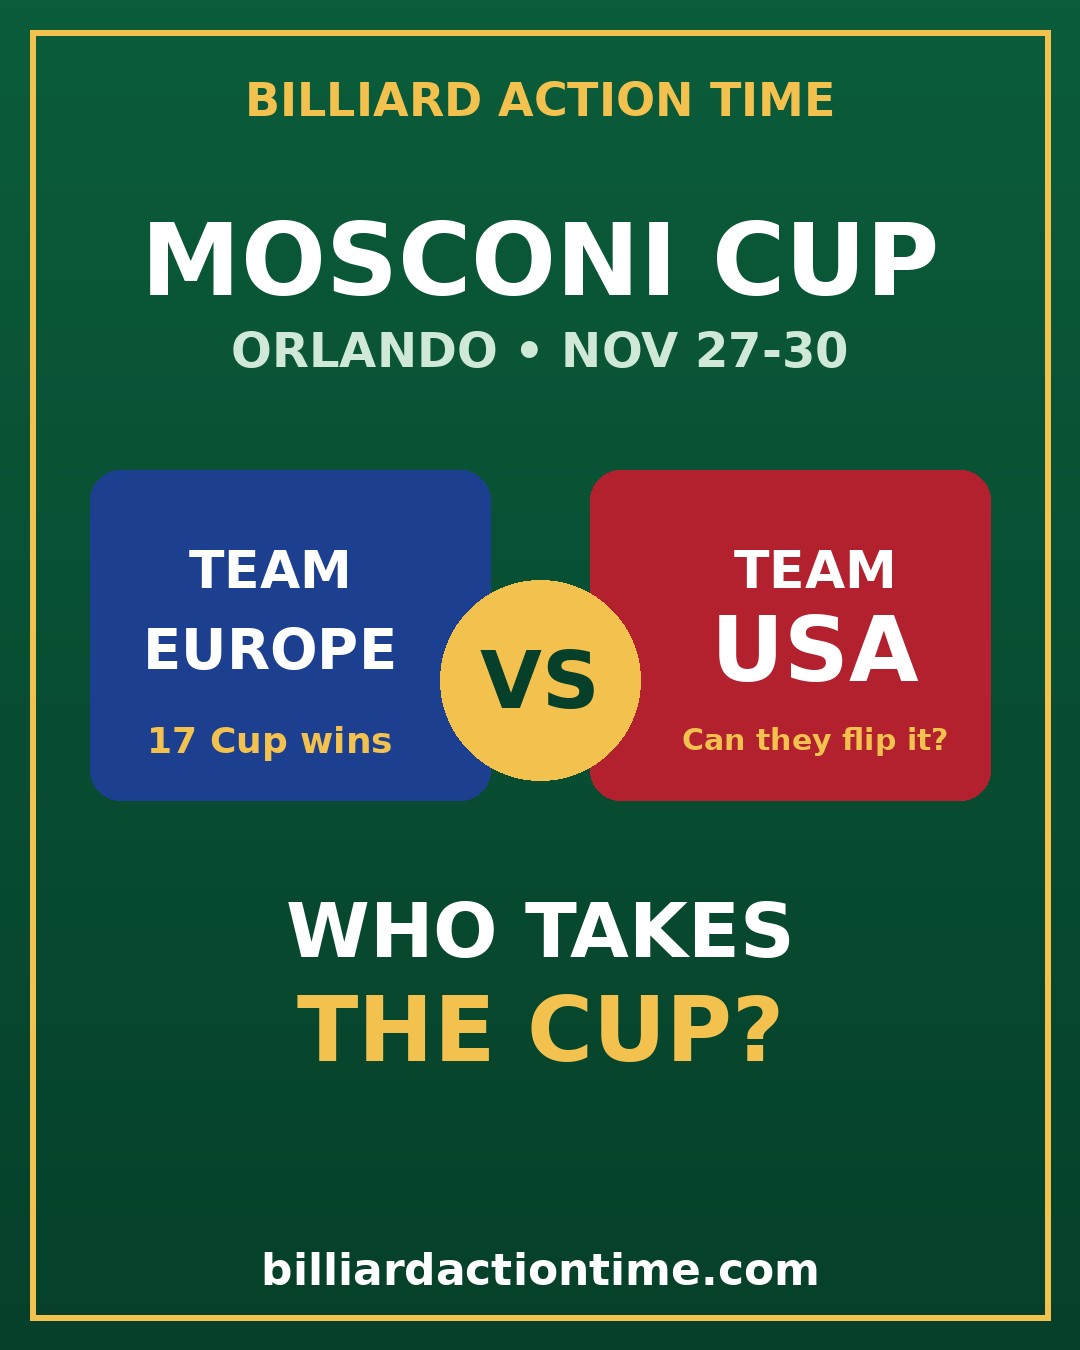 BILLIARD ACTION TIME
MOSCONI CUP
ORLANDO • NOV 27-30
TEAM
EUROPE
17 Cup wins
VS
TEAM
USA
Can they flip it?
WHO TAKES
THE CUP?
billiardactiontime.com